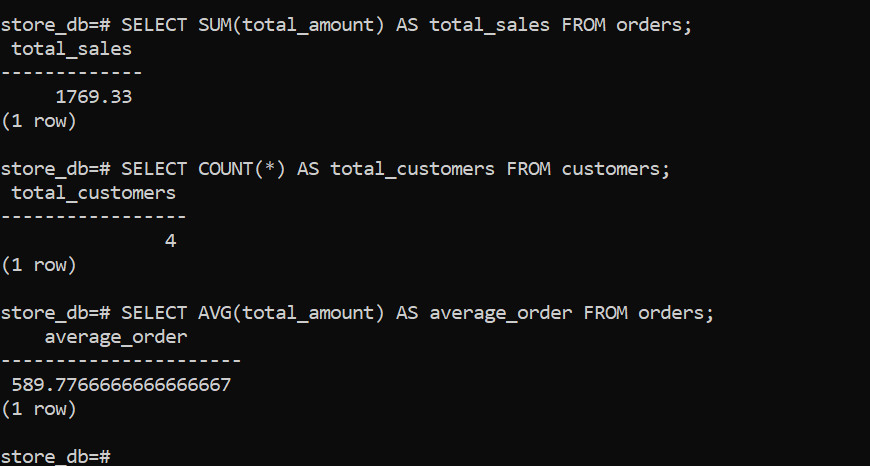 store_db=# SELECT SUM(total_amount) AS total_sales FROM orders;
 total_sales
-------------
     1769.33
(1 row)

store_db=# SELECT COUNT(*) AS total_customers FROM customers;
 total_customers
-----------------
               4
(1 row)

store_db=# SELECT AVG(total_amount) AS average_order FROM orders;
    average_order
----------------------
 589.7766666666666667
(1 row)

store_db=#